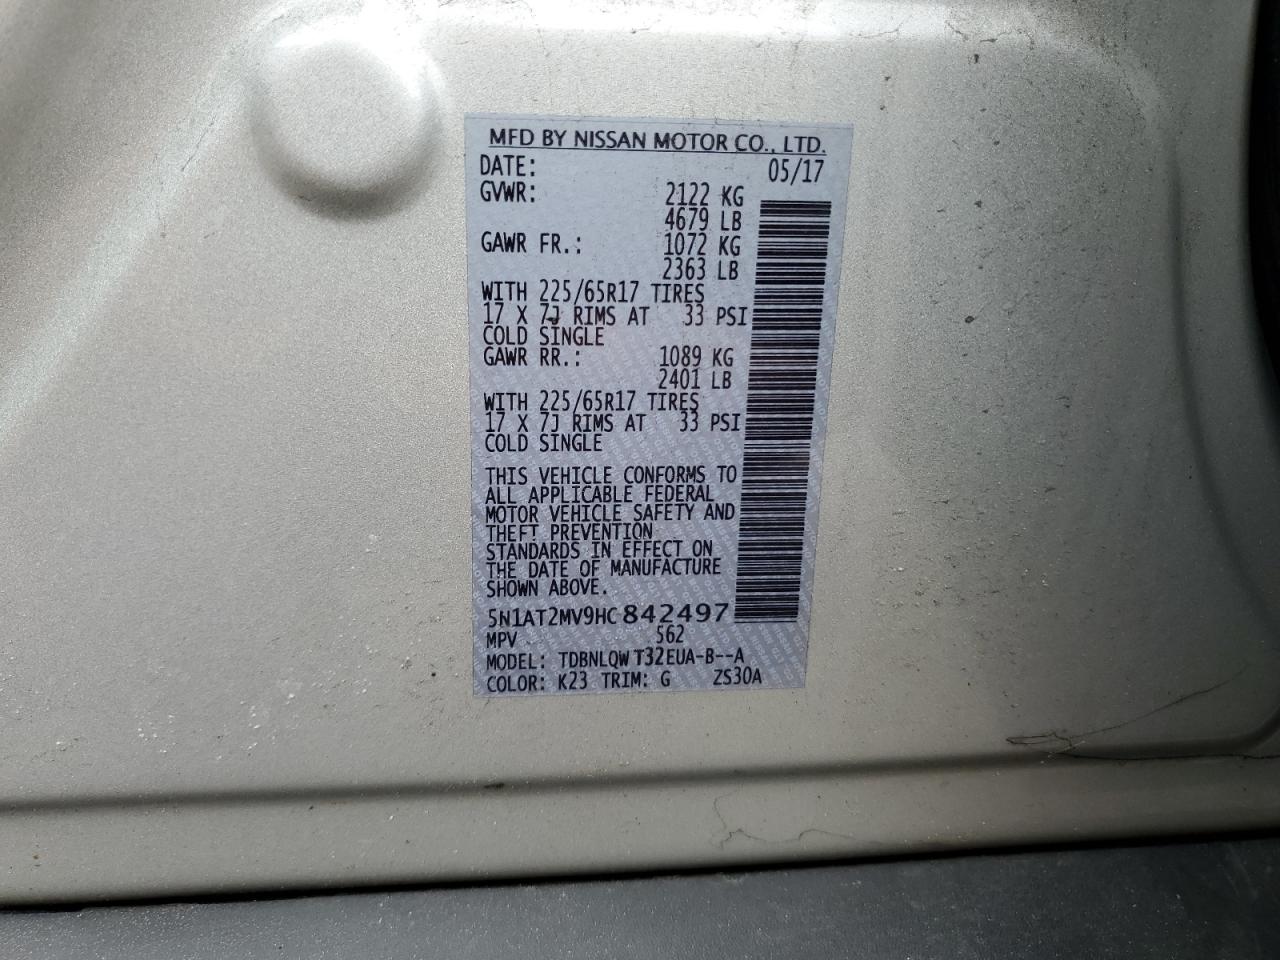 MFD BY NISSAN MOTOR CO., LTD.
DATE: 05/17
GVWR: 2122 KG
4679 LB
GAWR FR.: 1072 KG
2363 LB
WITH 225/65R17 TIRES
17 X 7J RIMS AT 33 PSI
COLD SINGLE
GAWR RR.: 1089 KG
2401 LB
WITH 225/65R17 TIRES
17 X 7J RIMS AT 33 PSI
COLD SINGLE
THIS VEHICLE CONFORMS TO
ALL APPLICABLE FEDERAL
MOTOR VEHICLE SAFETY AND
THEFT PREVENTION
STANDARDS IN EFFECT ON
THE DATE OF MANUFACTURE
SHOWN ABOVE.
5N1AT2MV9HC842497
MPV 562
MODEL: TDBNLQWT32EUA-B--A
COLOR: K23 TRIM: G ZS30A